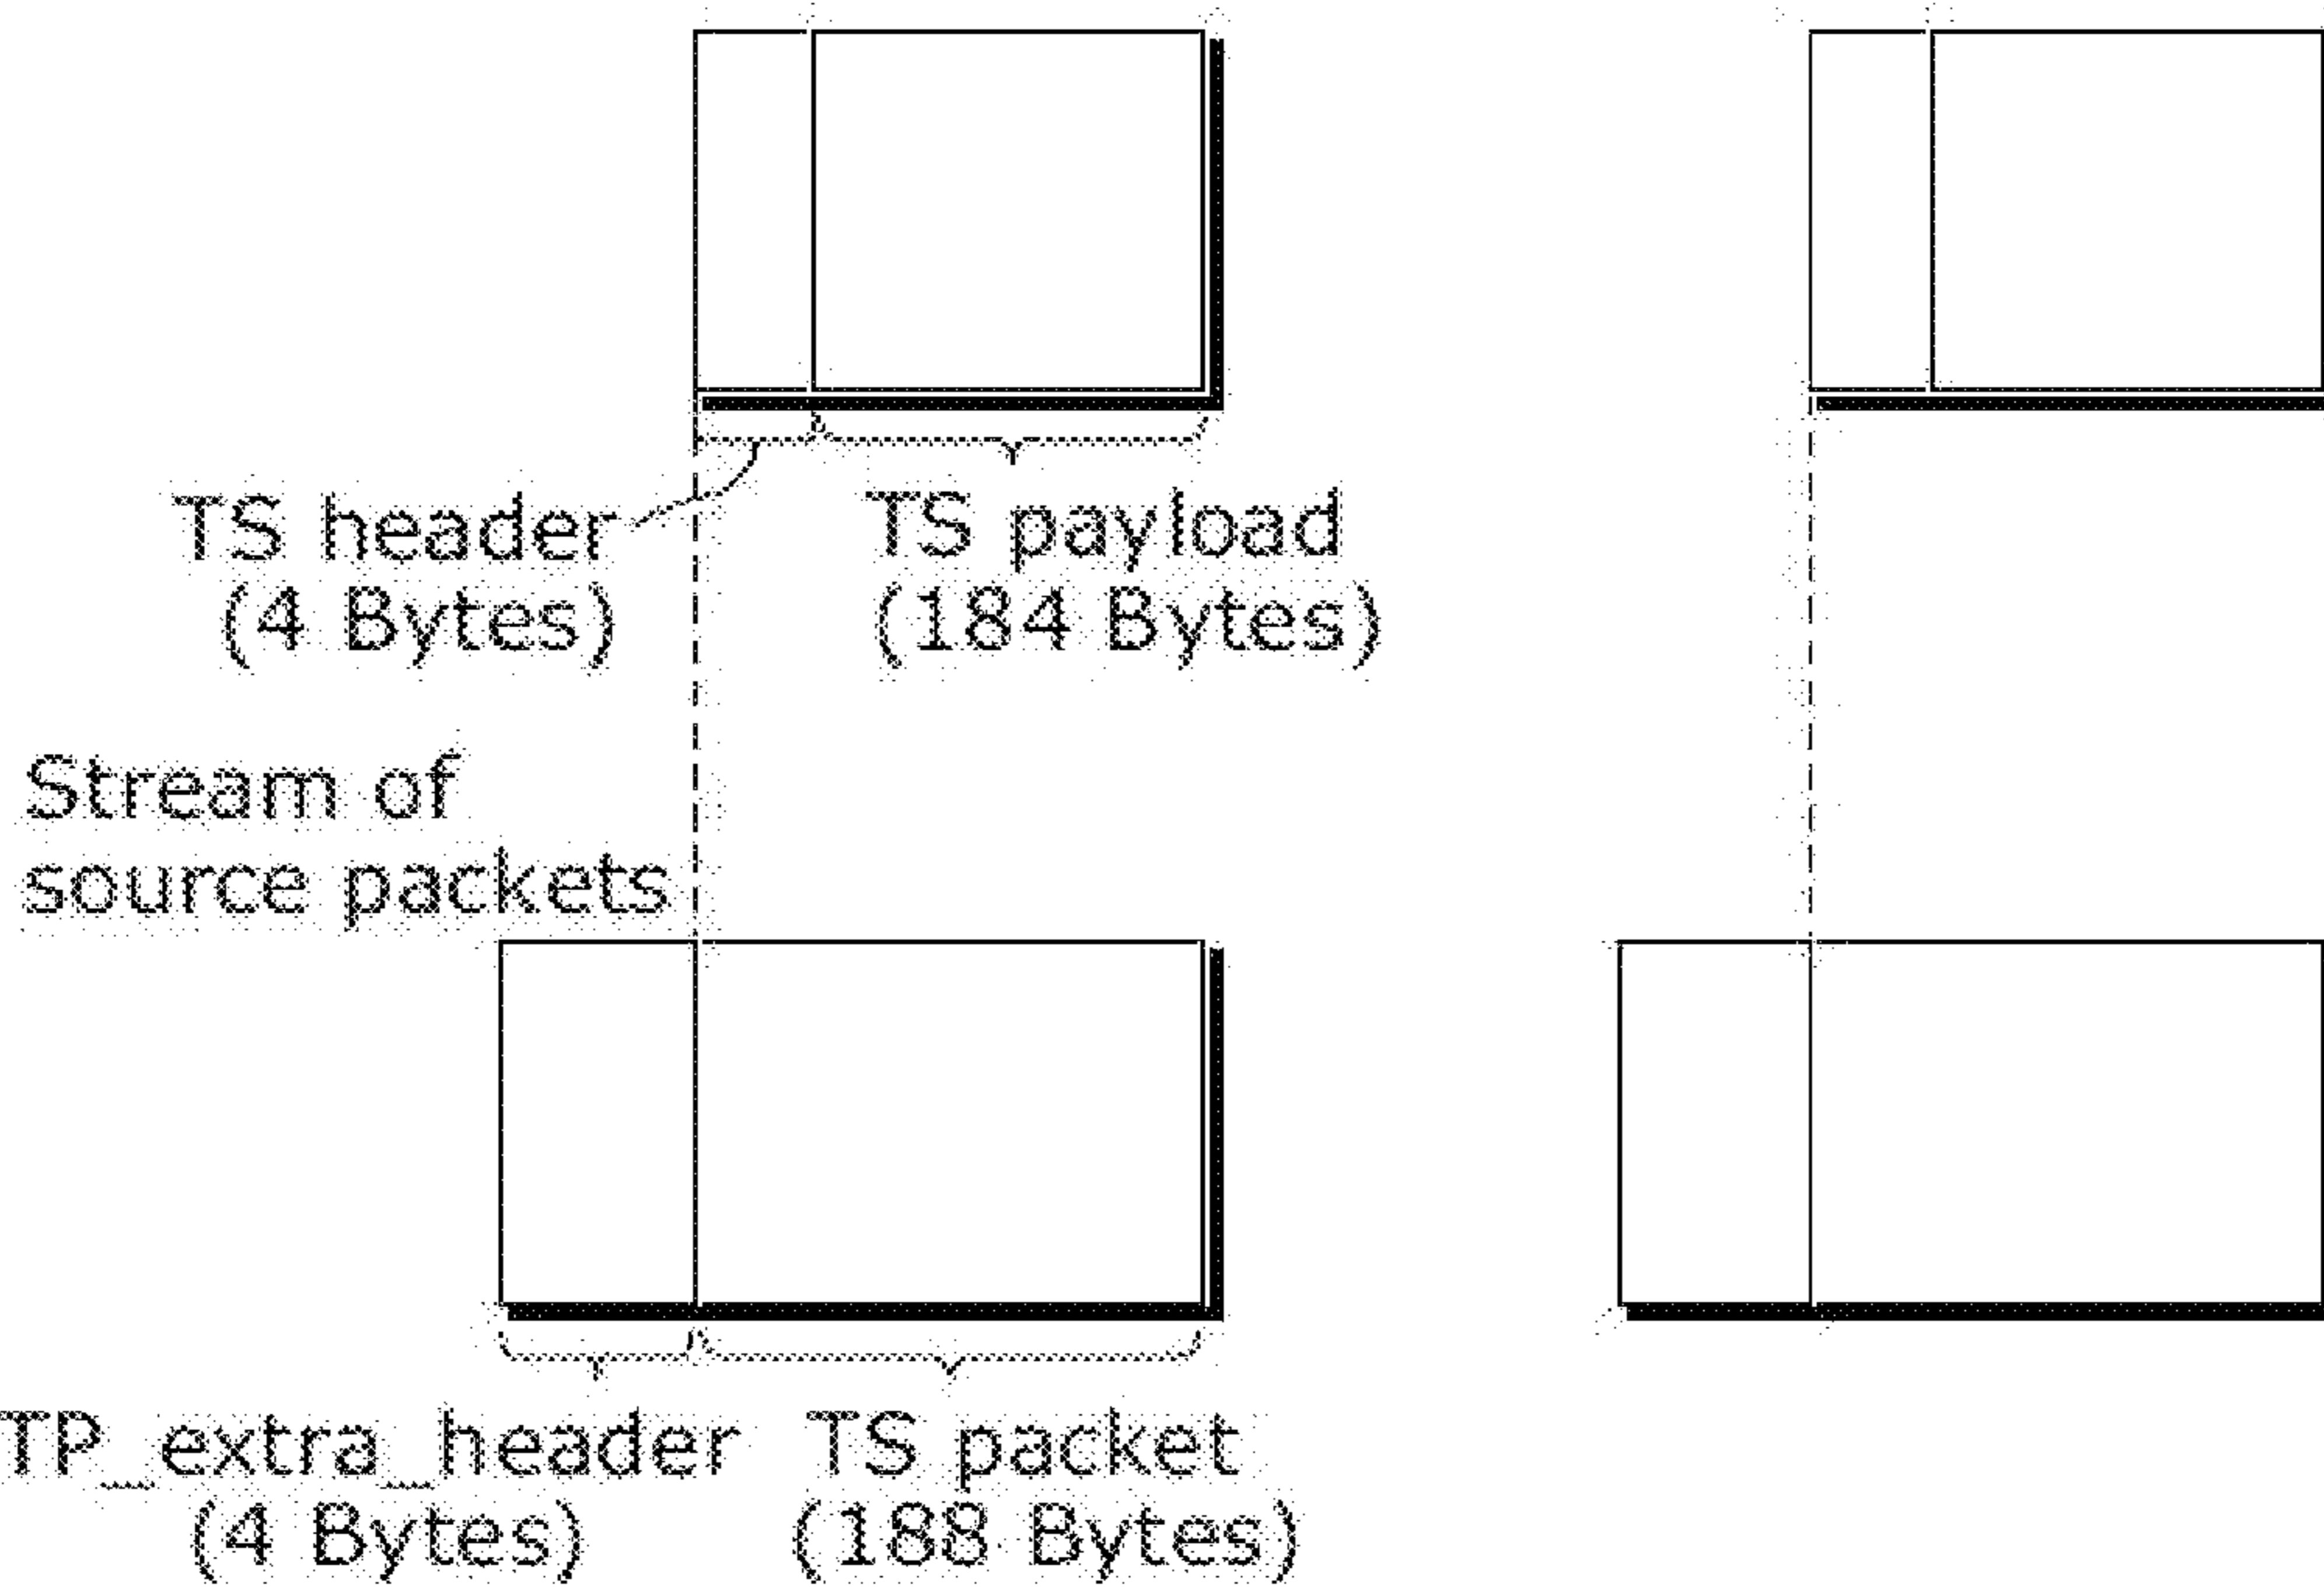 TS header
(4 Bytes)
TS payload
(184 Bytes)
Stream of
source packets
TP_extra_header
(4 Bytes)
TS packet
(188 Bytes)